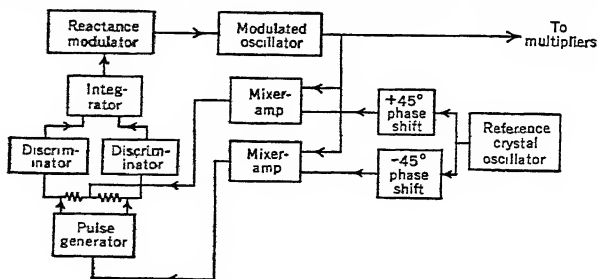 Reactance
modulator
Modulated
oscillator
To
multipliers
Integ-
rator
Mixer-
amp
+45°
phase
shift
Reference
crystal
oscillator
Discrim-
inator
Discrim-
inator
Mixer-
amp
−45°
phase
shift
Pulse
generator